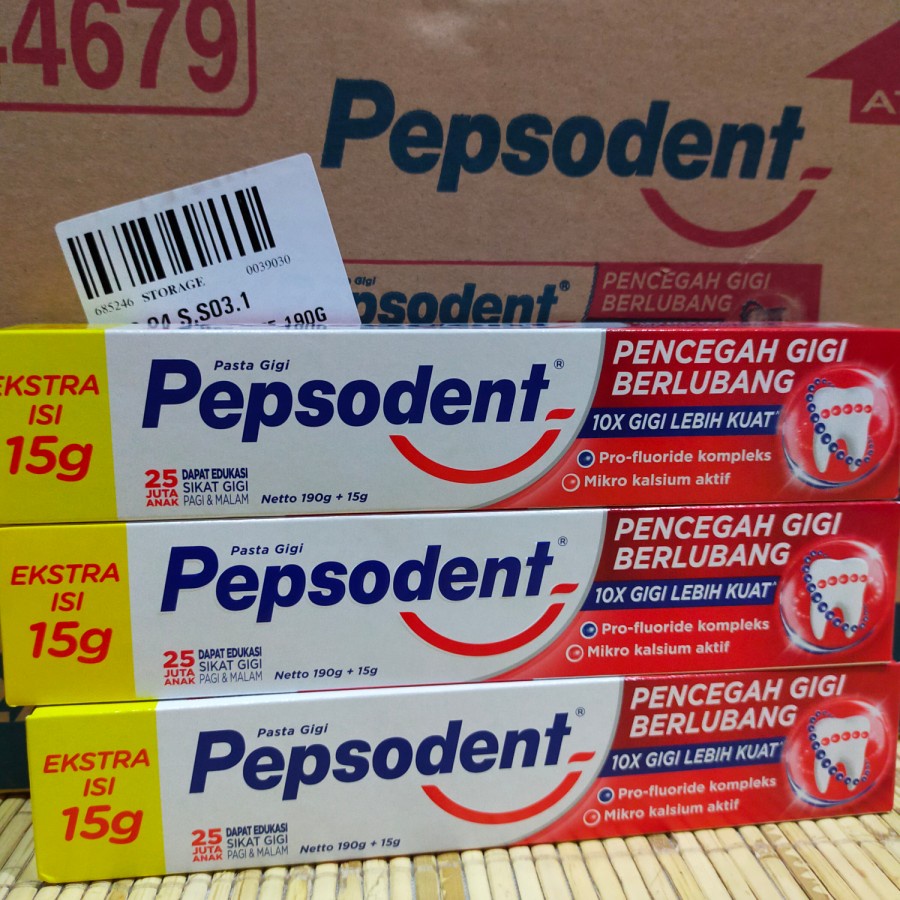 4679
Pepsodent
0039030
685246 STORAGE
S.S03.1
190G
Gigi
psodent®
PENCEGAH GIGI
BERLUBANG
EKSTRA
ISI
15g
Pasta Gigi
Pepsodent®
25
JUTA
ANAK
DAPAT EDUKASI
SIKAT GIGI
PAGI & MALAM
Netto 190g + 15g
PENCEGAH GIGI
BERLUBANG
10X GIGI LEBIH KUAT*
Pro-fluoride kompleks
Mikro kalsium aktif
EKSTRA
ISI
15g
Pasta Gigi
Pepsodent®
25
JUTA
ANAK
DAPAT EDUKASI
SIKAT GIGI
PAGI & MALAM
Netto 190g + 15g
PENCEGAH GIGI
BERLUBANG
10X GIGI LEBIH KUAT*
Pro-fluoride kompleks
Mikro kalsium aktif
EKSTRA
ISI
15g
Pasta Gigi
Pepsodent®
25
JUTA
ANAK
DAPAT EDUKASI
SIKAT GIGI
PAGI & MALAM
Netto 190g + 15g
PENCEGAH GIGI
BERLUBANG
10X GIGI LEBIH KUAT*
Pro-fluoride kompleks
Mikro kalsium aktif